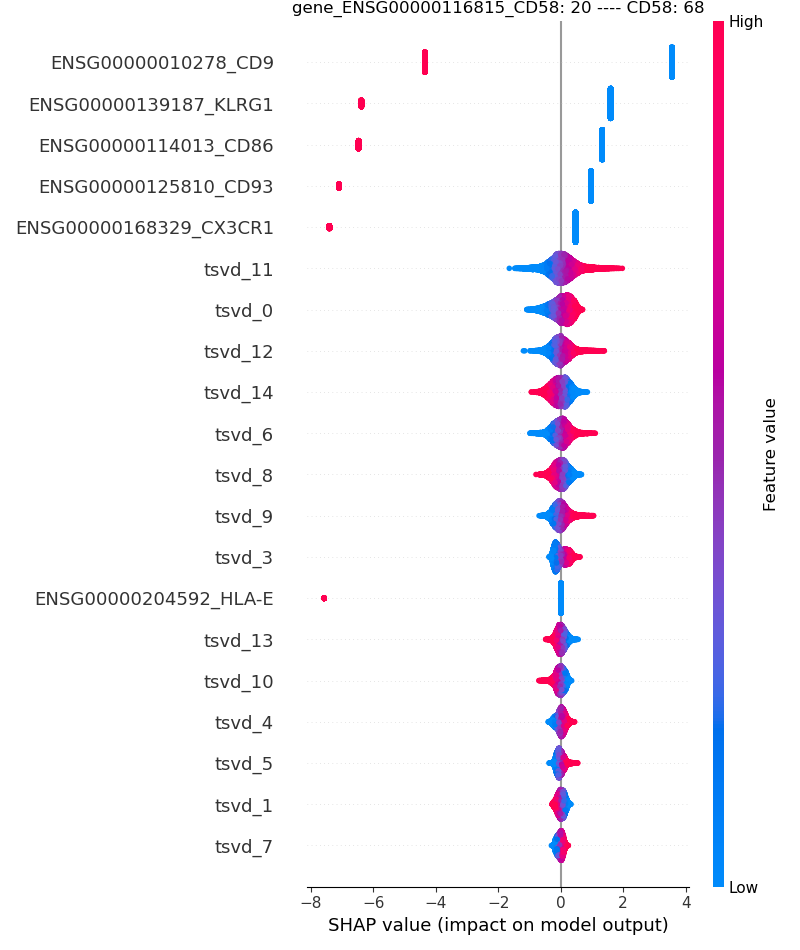 gene_ENSG00000116815_CD58: 20 ---- CD58: 68
High
ENSG00000010278_CD9
ENSG00000139187_KLRG1
ENSG00000114013_CD86
ENSG00000125810_CD93
ENSG00000168329_CX3CR1
tsvd_11
tsvd_0
tsvd_12
tsvd_14
tsvd_6
tsvd_8
tsvd_9
tsvd_3
ENSG00000204592_HLA-E
tsvd_13
tsvd_10
tsvd_4
tsvd_5
tsvd_1
tsvd_7
Feature value
Low
−8 −6 −4 −2 0 2 4
SHAP value (impact on model output)